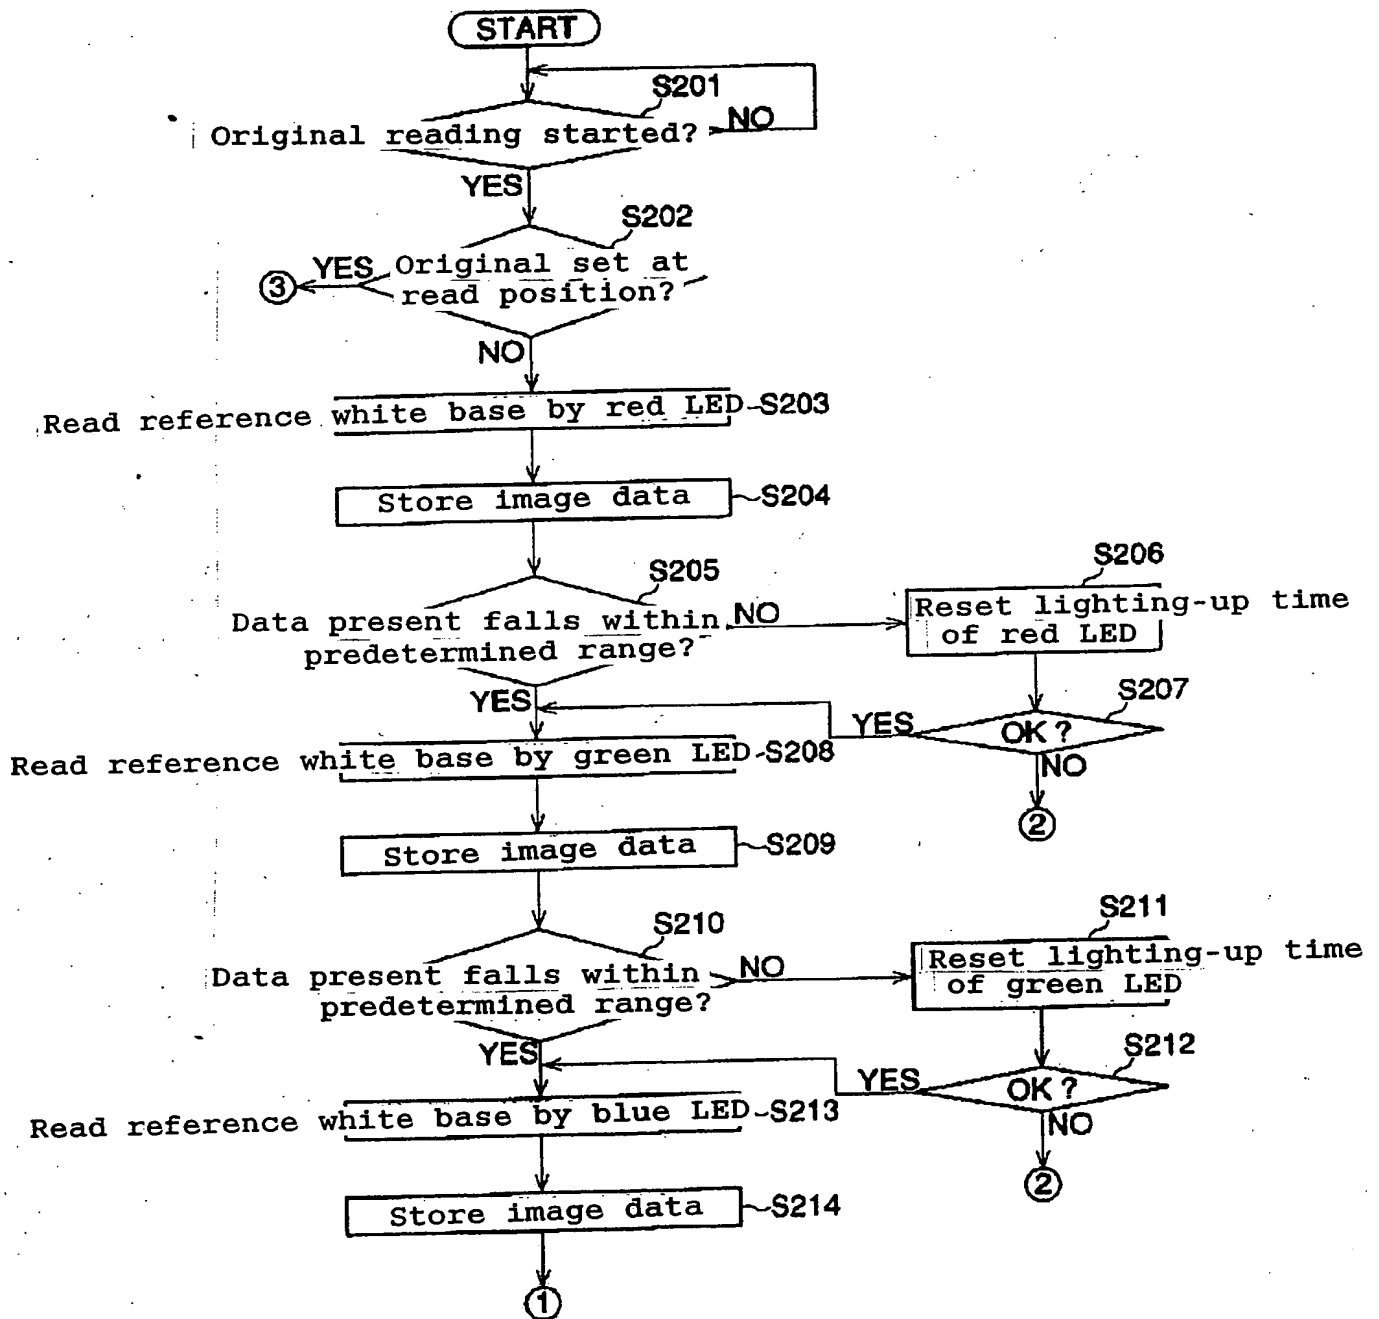 START
S201
Original reading started?
NO
YES
S202
YES
Original set at
read position?
3
NO
Read reference white base by red LED
S203
Store image data
S204
S205
Data present falls within
predetermined range?
NO
S206
Reset lighting-up time
of red LED
YES
S207
YES
OK?
NO
2
Read reference white base by green LED
S208
Store image data
S209
S210
Data present falls within
predetermined range?
NO
S211
Reset lighting-up time
of green LED
YES
S212
YES
OK?
NO
2
Read reference white base by blue LED
S213
Store image data
S214
1